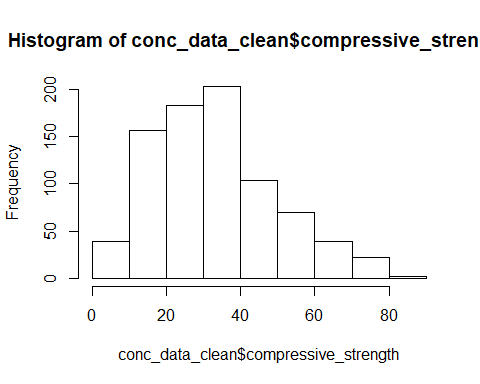 Histogram of conc_data_clean$compressive_stren
200
150
100
50
0
Frequency
0 20 40 60 80
conc_data_clean$compressive_strength